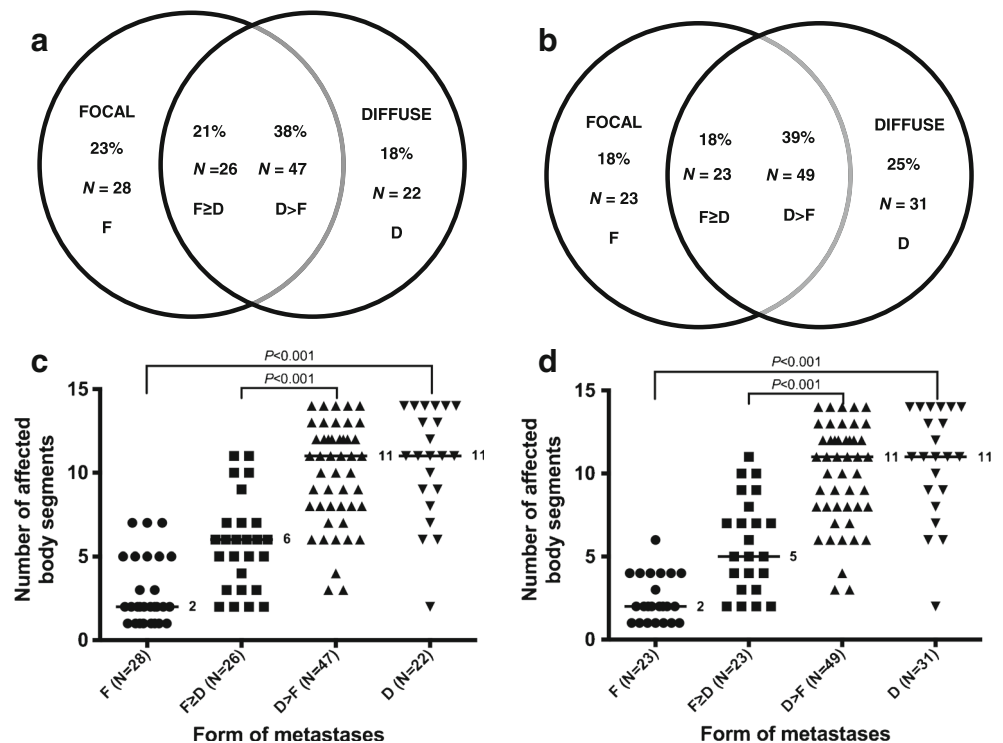 a
FOCAL
23%
N = 28
F
21%
N =26
F≥D
38%
N = 47
D>F
DIFFUSE
18%
N = 22
D
b
FOCAL
18%
N = 23
F
18%
N = 23
F≥D
39%
N = 49
D>F
DIFFUSE
25%
N = 31
D
c
P<0.001
P<0.001
Number of affected
body segments
15
10
5
0
2
6
11
11
F (N=28)
F≥D (N=26)
D>F (N=47)
D (N=22)
Form of metastases
d
P<0.001
P<0.001
Number of affected
body segments
15
10
5
0
2
5
11
11
F (N=23)
F≥D (N=23)
D>F (N=49)
D (N=31)
Form of metastases